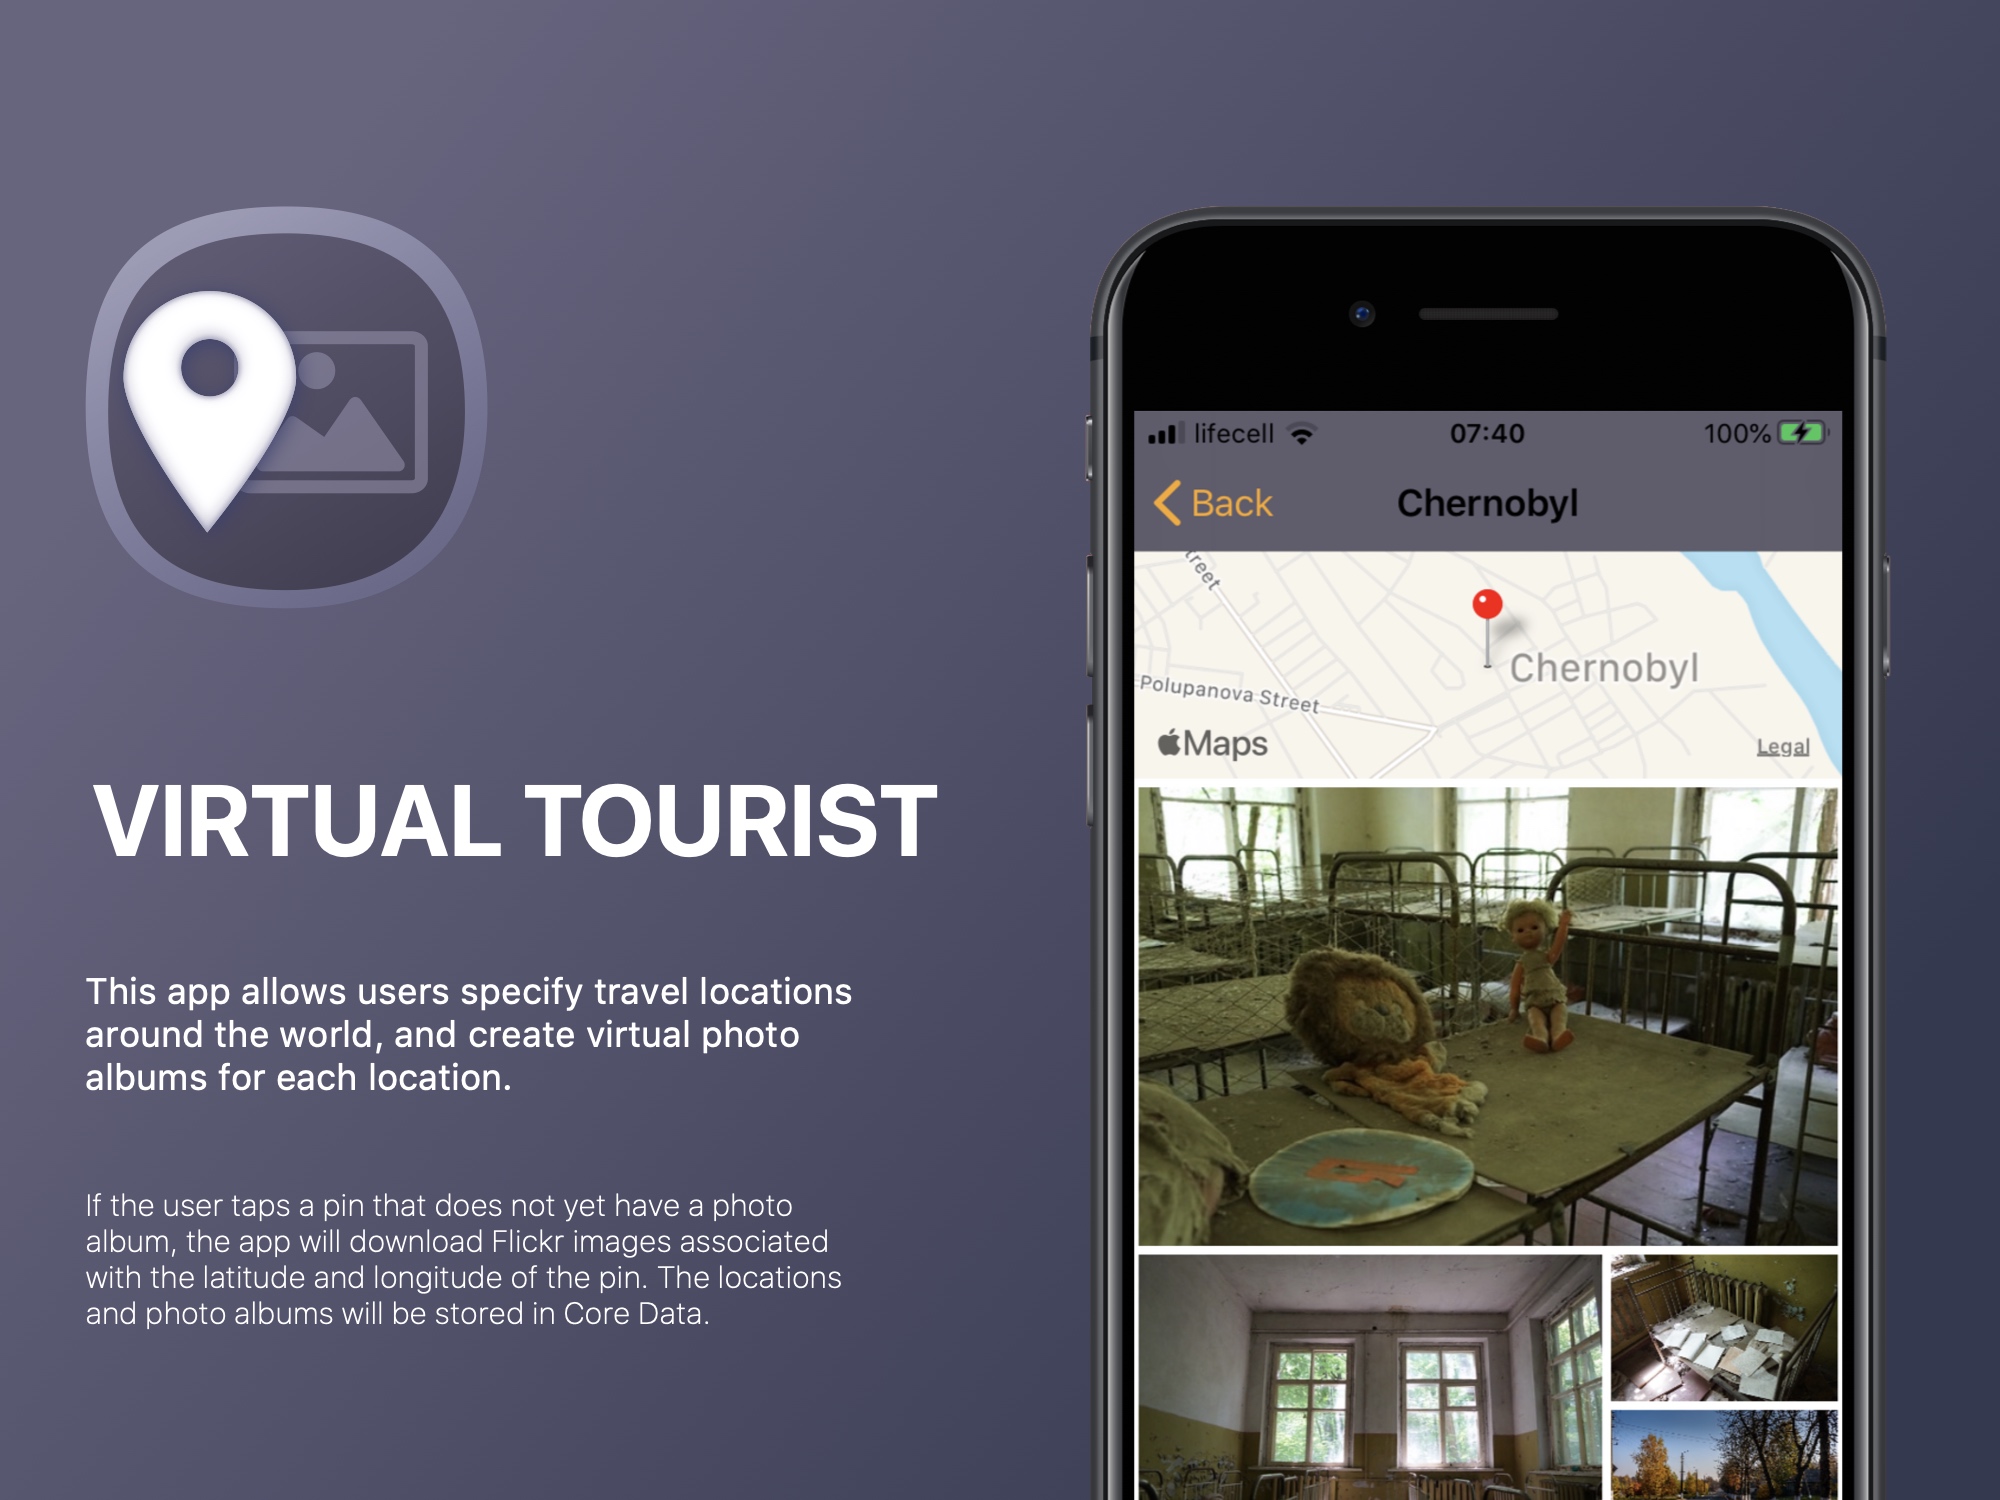 VIRTUAL TOURIST
This app allows users specify travel locations
around the world, and create virtual photo
albums for each location.
If the user taps a pin that does not yet have a photo
album, the app will download Flickr images associated
with the latitude and longitude of the pin. The locations
and photo albums will be stored in Core Data.
lifecell 07:40 100%
Back Chernobyl
treet
Chernobyl
Polupanova Street
Maps Legal